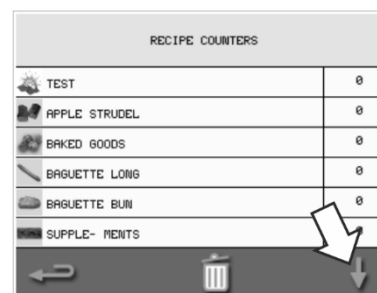 RECIPE COUNTERS
TEST 0
APPLE STRUDEL 0
BAKED GOODS 0
BAGUETTE LONG 0
BAGUETTE BUN 0
SUPPLE- MENTS